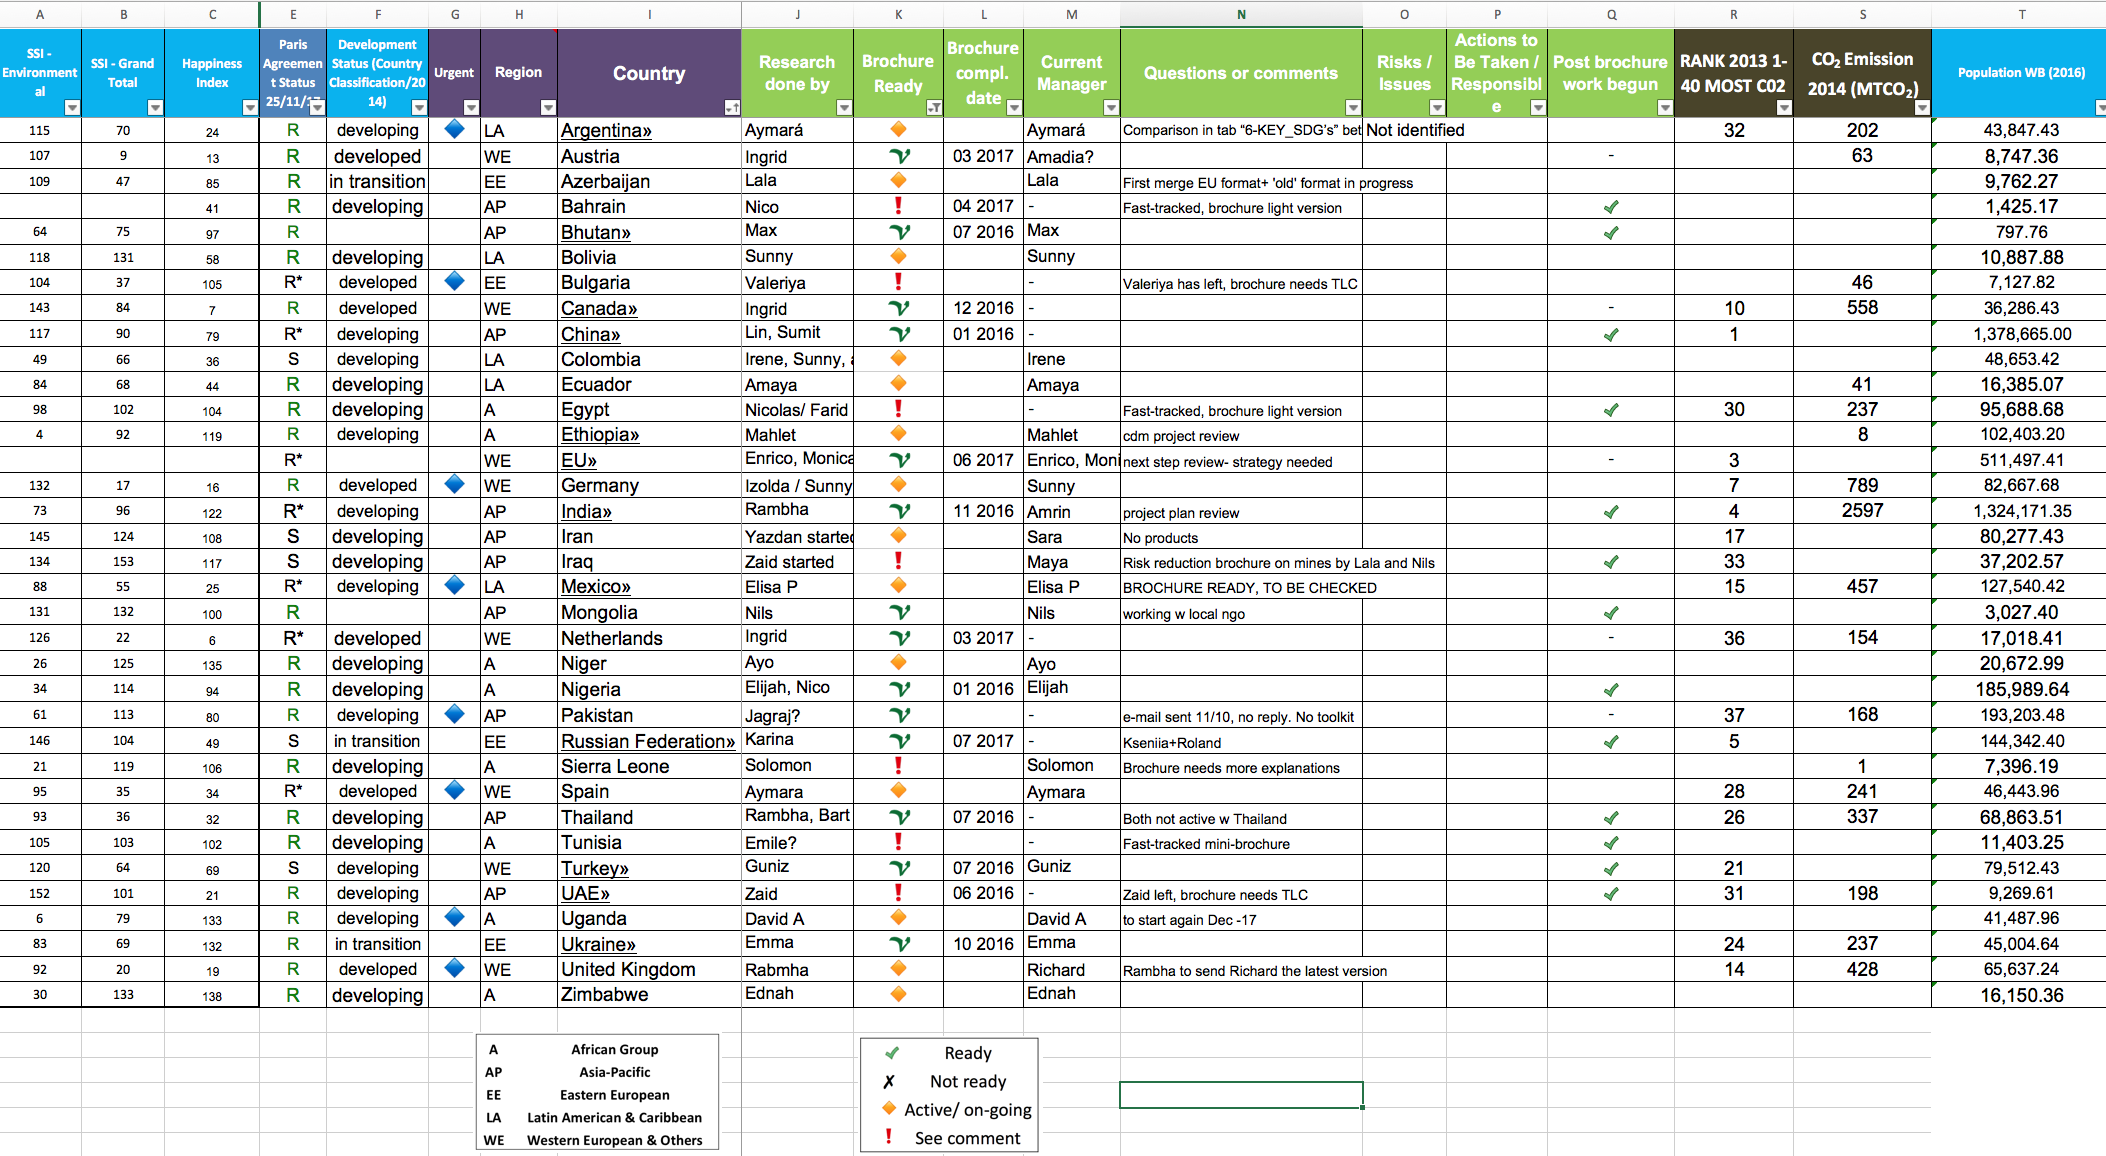 A B C E F G H I J K L M N O P Q R S T
SSI - Environmental SSI - Grand Total Happiness Index Paris Agreement Status 25/11/ Development Status (Country Classification/2014) Urgent Region Country Research done by Brochure Ready Brochure compl. date Current Manager Questions or comments Risks / Issues Actions to Be Taken / Responsible Post brochure work begun RANK 2013 1-40 MOST C02 CO₂ Emission 2014 (MTCO₂) Population WB (2016)
115 70 24 R developing LA Argentina» Aymará Aymará Comparison in tab "6-KEY_SDG's" bet Not identified 32 202 43,847.43
107 9 13 R developed WE Austria Ingrid 03 2017 Amadia? - 63 8,747.36
109 47 85 R in transition EE Azerbaijan Lala Lala First merge EU format+ 'old' format in progress 9,762.27
41 R developing AP Bahrain Nico ! 04 2017 - Fast-tracked, brochure light version ✓ 1,425.17
64 75 97 R AP Bhutan» Max 07 2016 Max ✓ 797.76
118 131 58 R developing LA Bolivia Sunny Sunny 10,887.88
104 37 105 R* developed EE Bulgaria Valeriya ! - Valeriya has left, brochure needs TLC 46 7,127.82
143 84 7 R developed WE Canada» Ingrid 12 2016 - - 10 558 36,286.43
117 90 79 R* developing AP China» Lin, Sumit 01 2016 - ✓ 1 1,378,665.00
49 66 36 S developing LA Colombia Irene, Sunny, Irene 48,653.42
84 68 44 R developing LA Ecuador Amaya Amaya 41 16,385.07
98 102 104 R developing A Egypt Nicolas/ Farid ! - Fast-tracked, brochure light version ✓ 30 237 95,688.68
4 92 119 R developing A Ethiopia» Mahlet Mahlet cdm project review 8 102,403.20
R* WE EU» Enrico, Monica 06 2017 Enrico, Moni next step review- strategy needed - 3 511,497.41
132 17 16 R developed WE Germany Izolda / Sunny Sunny 7 789 82,667.68
73 96 122 R* developing AP India» Rambha 11 2016 Amrin project plan review ✓ 4 2597 1,324,171.35
145 124 108 S developing AP Iran Yazdan started Sara No products 17 80,277.43
134 153 117 S developing AP Iraq Zaid started ! Maya Risk reduction brochure on mines by Lala and Nils ✓ 33 37,202.57
88 55 25 R* developing LA Mexico» Elisa P Elisa P BROCHURE READY, TO BE CHECKED 15 457 127,540.42
131 132 100 R AP Mongolia Nils Nils working w local ngo ✓ 3,027.40
126 22 6 R* developed WE Netherlands Ingrid 03 2017 - - 36 154 17,018.41
26 125 135 R developing A Niger Ayo Ayo 20,672.99
34 114 94 R developing A Nigeria Elijah, Nico 01 2016 Elijah ✓ 185,989.64
61 113 80 R developing AP Pakistan Jagraj? - e-mail sent 11/10, no reply. No toolkit - 37 168 193,203.48
146 104 49 S in transition EE Russian Federation» Karina 07 2017 - Kseniia+Roland ✓ 5 144,342.40
21 119 106 R developing A Sierra Leone Solomon ! Solomon Brochure needs more explanations 1 7,396.19
95 35 34 R* developed WE Spain Aymara Aymara 28 241 46,443.96
93 36 32 R developing AP Thailand Rambha, Bart 07 2016 - Both not active w Thailand ✓ 26 337 68,863.51
105 103 102 R developing A Tunisia Emile? ! - Fast-tracked mini-brochure ✓ 11,403.25
120 64 69 S developing WE Turkey» Guniz 07 2016 Guniz ✓ 21 79,512.43
152 101 21 R developing AP UAE» Zaid ! 06 2016 - Zaid left, brochure needs TLC ✓ 31 198 9,269.61
6 79 133 R developing A Uganda David A David A to start again Dec -17 41,487.96
83 69 132 R in transition EE Ukraine» Emma 10 2016 Emma 24 237 45,004.64
92 20 19 R developed WE United Kingdom Rabmha Richard Rambha to send Richard the latest version 14 428 65,637.24
30 133 138 R developing A Zimbabwe Ednah Ednah 16,150.36
A African Group
AP Asia-Pacific
EE Eastern European
LA Latin American & Caribbean
WE Western European & Others
✓ Ready
✗ Not ready
Active/ on-going
! See comment